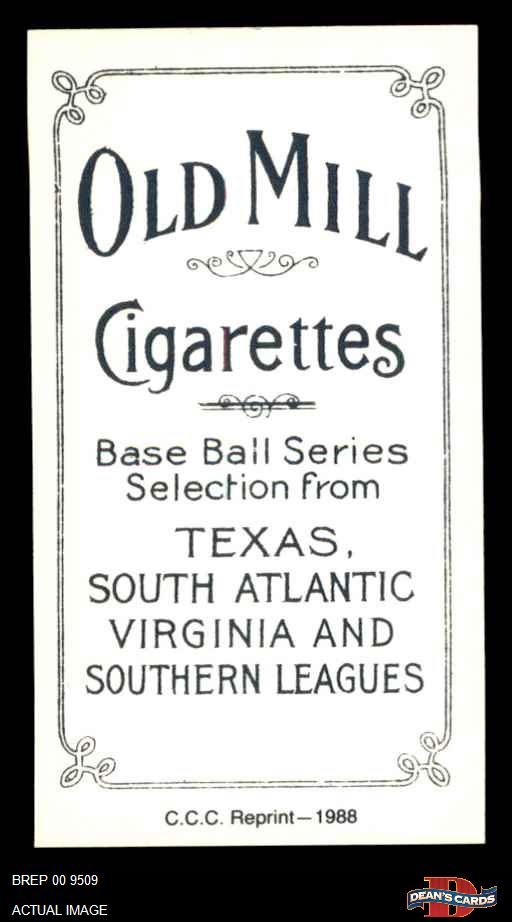 OLD MILL
Cigarettes
Base Ball Series
Selection from
TEXAS,
SOUTH ATLANTIC
VIRGINIA AND
SOUTHERN LEAGUES
C.C.C. Reprint—1988
BREP 00 9509
ACTUAL IMAGE
D
DEAN'S CARDS